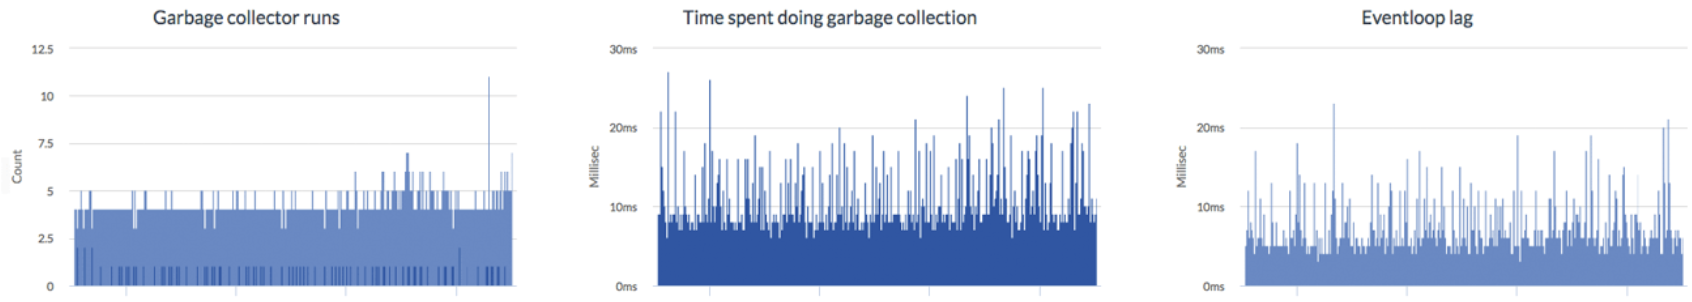 Garbage collector runs
12.5
10
7.5
5
2.5
0
Count
Time spent doing garbage collection
30ms
20ms
10ms
0ms
Millisec
Eventloop lag
30ms
20ms
10ms
0ms
Millisec